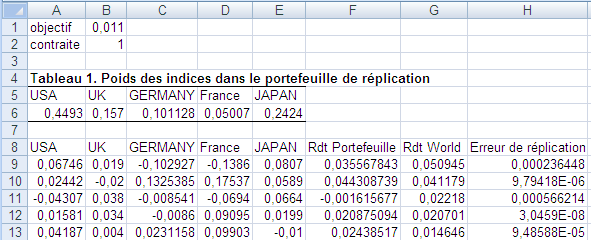 A B C D E F G H
1 objectif 0,011
2 contraite 1
3
4 Tableau 1. Poids des indices dans le portefeuille de réplication
5 USA UK GERMANY France JAPAN
6 0,4493 0,157 0,101128 0,05007 0,2424
7
8 USA UK GERMANY France JAPAN Rdt Portefeuille Rdt World Erreur de réplication
9 0,06746 0,019 -0,102927 -0,1386 0,0807 0,035567843 0,050945 0,000236448
10 0,02442 -0,02 0,1325385 0,17537 0,0589 0,044308739 0,041179 9,79418E-06
11 -0,04307 0,038 -0,008541 -0,0694 0,0664 -0,001615677 0,02218 0,000566214
12 0,01581 0,034 -0,0086 0,09095 0,0199 0,020875094 0,020701 3,0459E-08
13 0,04187 0,004 0,0231158 0,09903 -0,01 0,02438517 0,014646 9,48588E-05